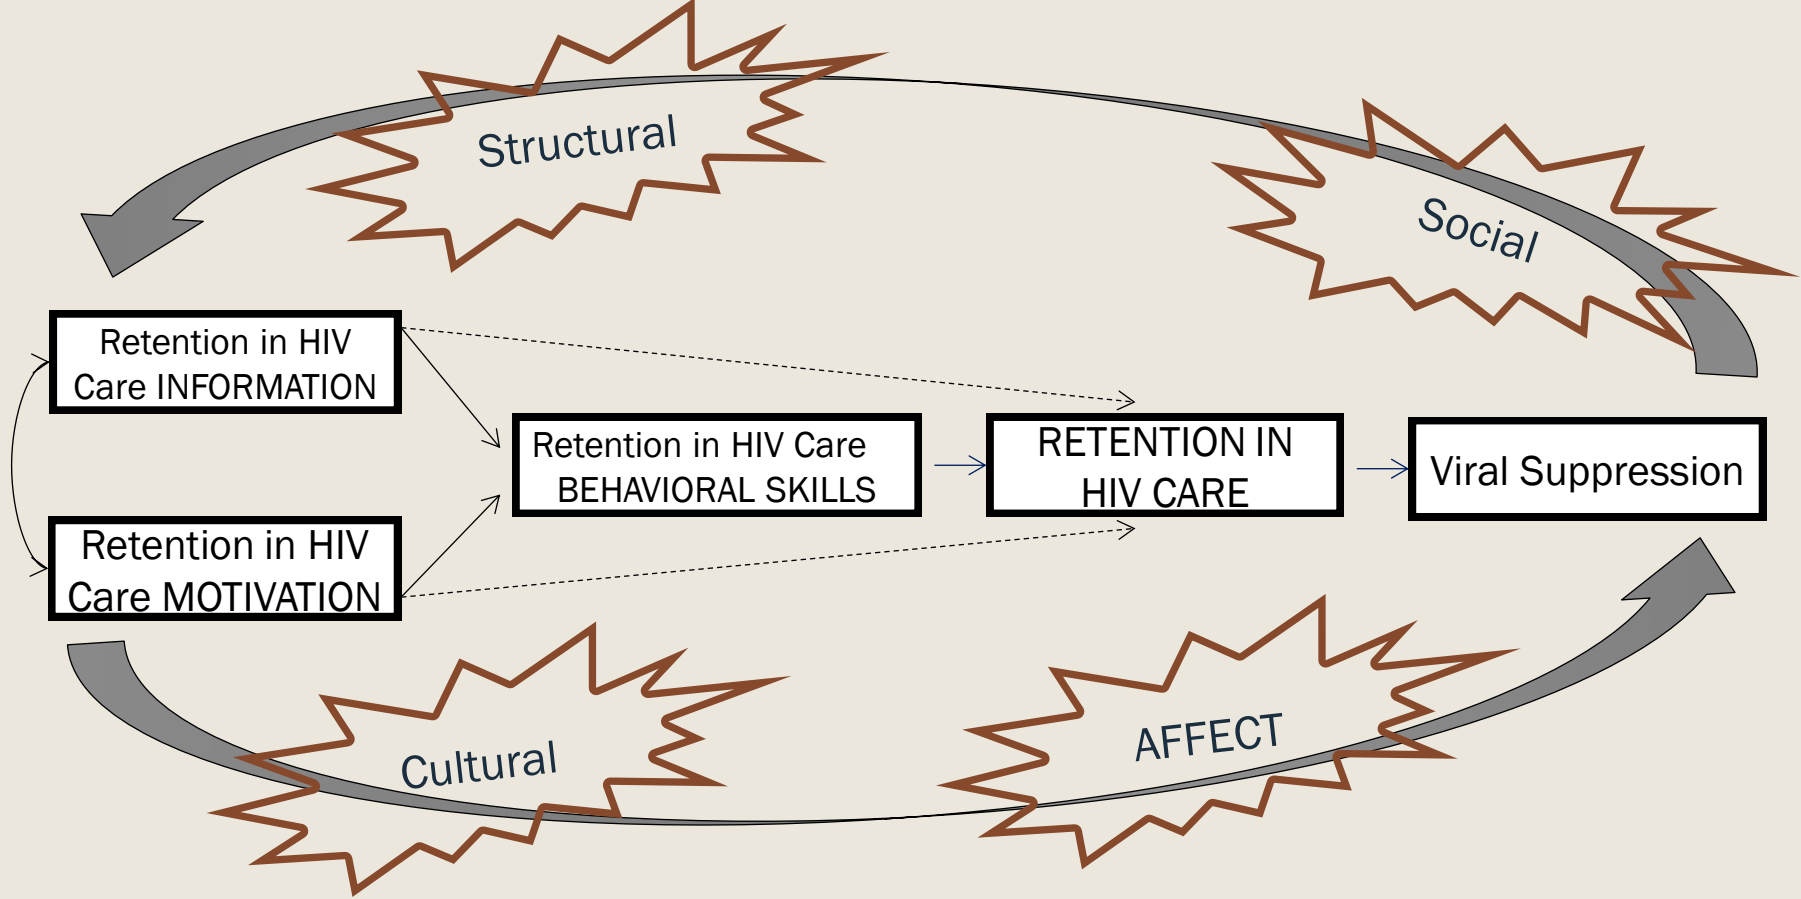 Structural
Social
Retention in HIV
Care INFORMATION
Retention in HIV Care
BEHAVIORAL SKILLS
RETENTION IN
HIV CARE
Viral Suppression
Retention in HIV
Care MOTIVATION
Cultural
AFFECT